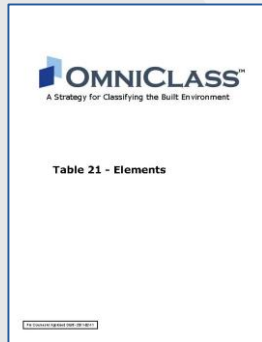 OMNICLASS™
A Strategy for Classifying the Built Environment
Table 21 - Elements